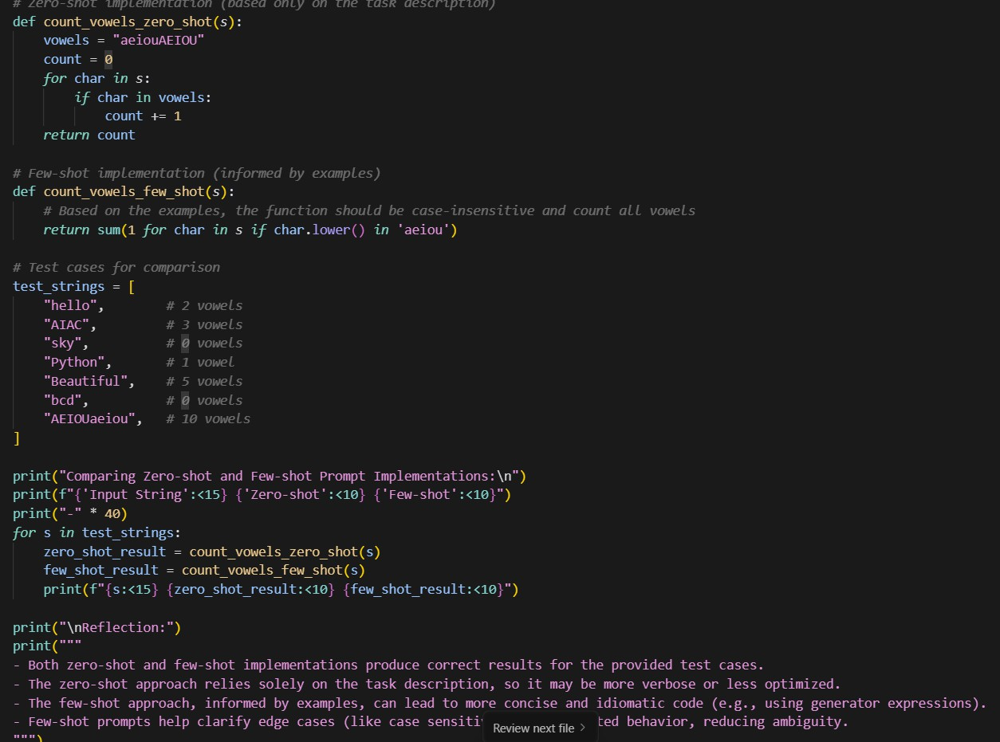 # Zero-shot implementation (based only on the task description)
def count_vowels_zero_shot(s):
    vowels = "aeiouAEIOU"
    count = 0
    for char in s:
        if char in vowels:
            count += 1
    return count

# Few-shot implementation (informed by examples)
def count_vowels_few_shot(s):
    # Based on the examples, the function should be case-insensitive and count all vowels
    return sum(1 for char in s if char.lower() in 'aeiou')

# Test cases for comparison
test_strings = [
    "hello",        # 2 vowels
    "AIAC",         # 3 vowels
    "sky",          # 0 vowels
    "Python",       # 1 vowel
    "Beautiful",    # 5 vowels
    "bcd",          # 0 vowels
    "AEIOUaeiou",   # 10 vowels
]

print("Comparing Zero-shot and Few-shot Prompt Implementations:\n")
print(f"{'Input String':<15} {'Zero-shot':<10} {'Few-shot':<10}")
print("-" * 40)
for s in test_strings:
    zero_shot_result = count_vowels_zero_shot(s)
    few_shot_result = count_vowels_few_shot(s)
    print(f"{s:<15} {zero_shot_result:<10} {few_shot_result:<10}")

print("\nReflection:")
print("""
- Both zero-shot and few-shot implementations produce correct results for the provided test cases.
- The zero-shot approach relies solely on the task description, so it may be more verbose or less optimized.
- The few-shot approach, informed by examples, can lead to more concise and idiomatic code (e.g., using generator expressions).
- Few-shot prompts help clarify edge cases (like case behavior, reducing ambiguity.
Review next file >
""")